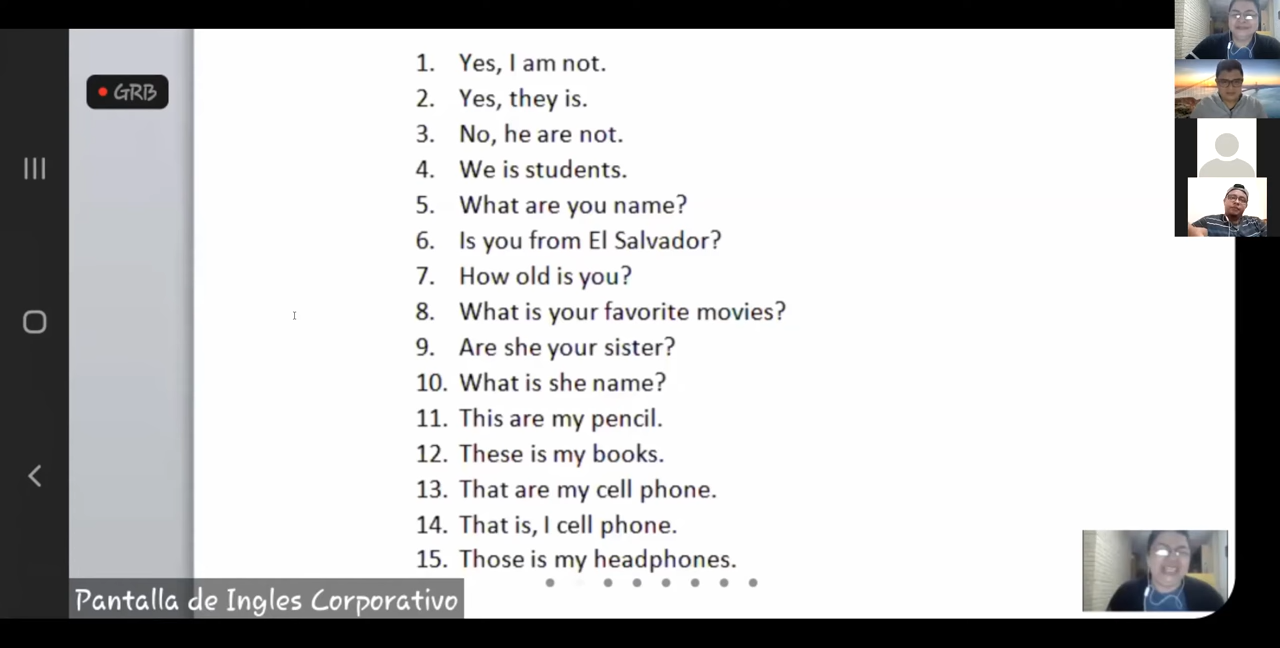 GRB
1. Yes, I am not.
2. Yes, they is.
3. No, he are not.
4. We is students.
5. What are you name?
6. Is you from El Salvador?
7. How old is you?
8. What is your favorite movies?
9. Are she your sister?
10. What is she name?
11. This are my pencil.
12. These is my books.
13. That are my cell phone.
14. That is, I cell phone.
15. Those is my headphones.
Pantalla de Ingles Corporativo